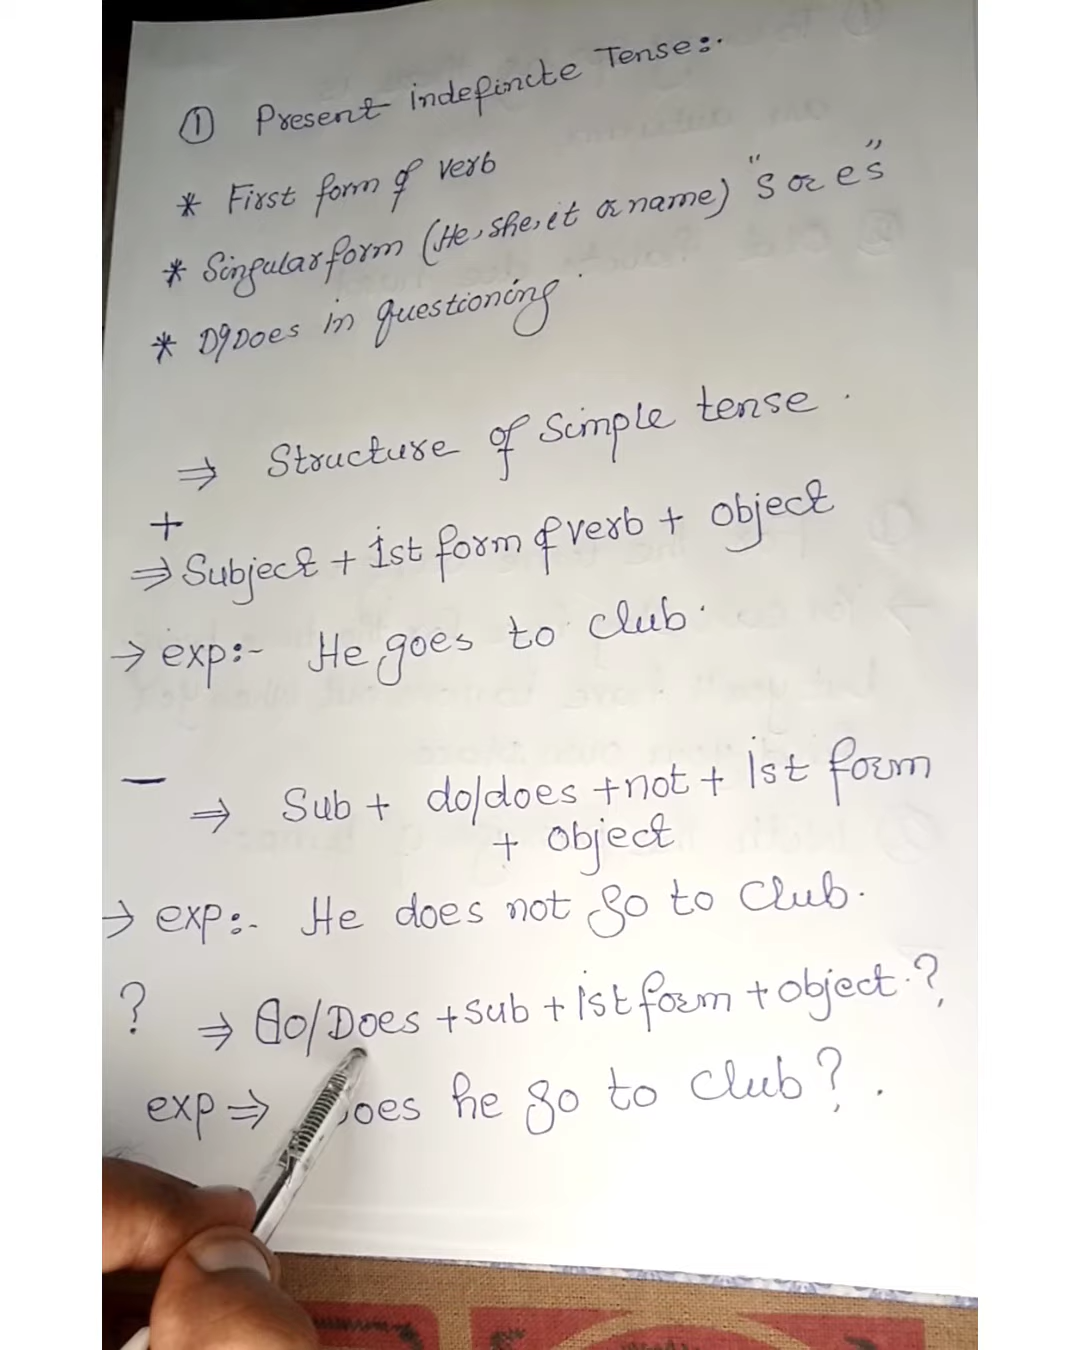 ① Present indefinite Tense:-
* First form of verb
* Singular form (He, she, it or name) "s or es"
* Do/Does in questioning.
⇒ Structure of Simple tense.
+
⇒ Subject + 1st form of verb + object
→ exp:- He goes to club.
—
⇒ Sub + do/does + not + 1st form
+ object
→ exp:- He does not go to Club.
? ⇒ Do/Does + sub + 1st form + object.?
exp ⇒ oes he go to Club?.